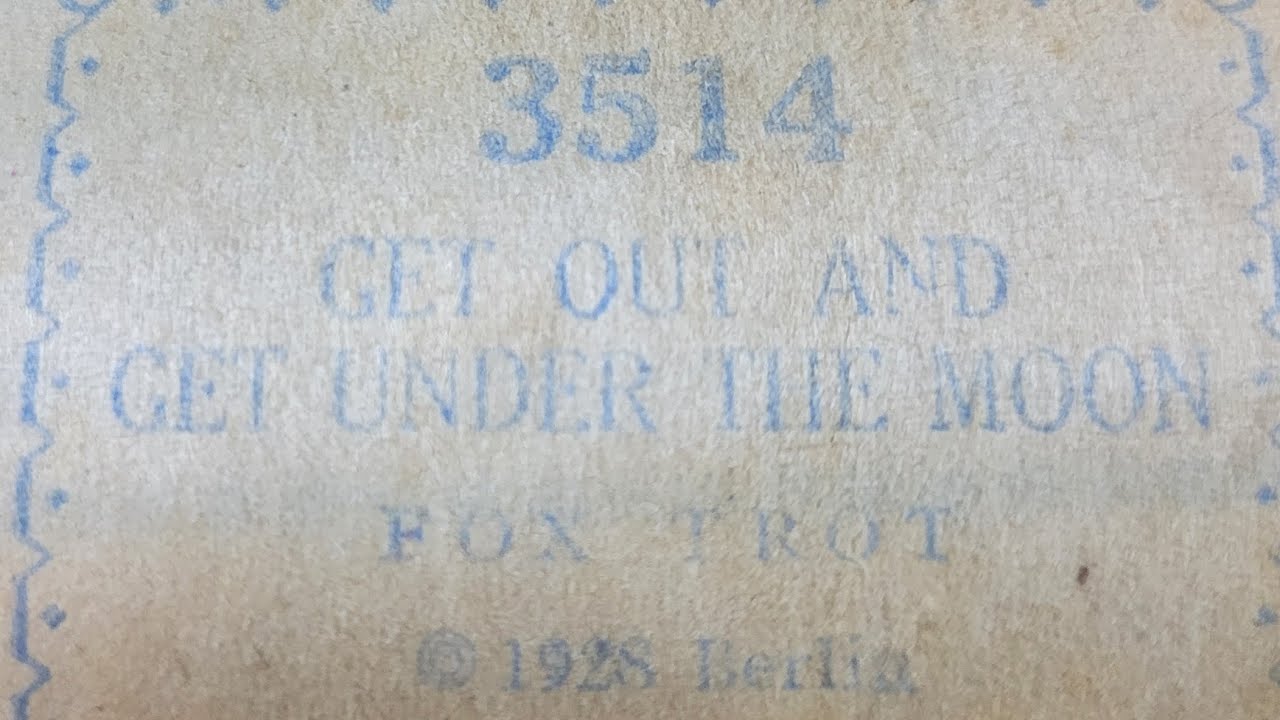 3514
GET OUT AND
GET UNDER THE MOON
FOX TROT
© 1928 Berlin